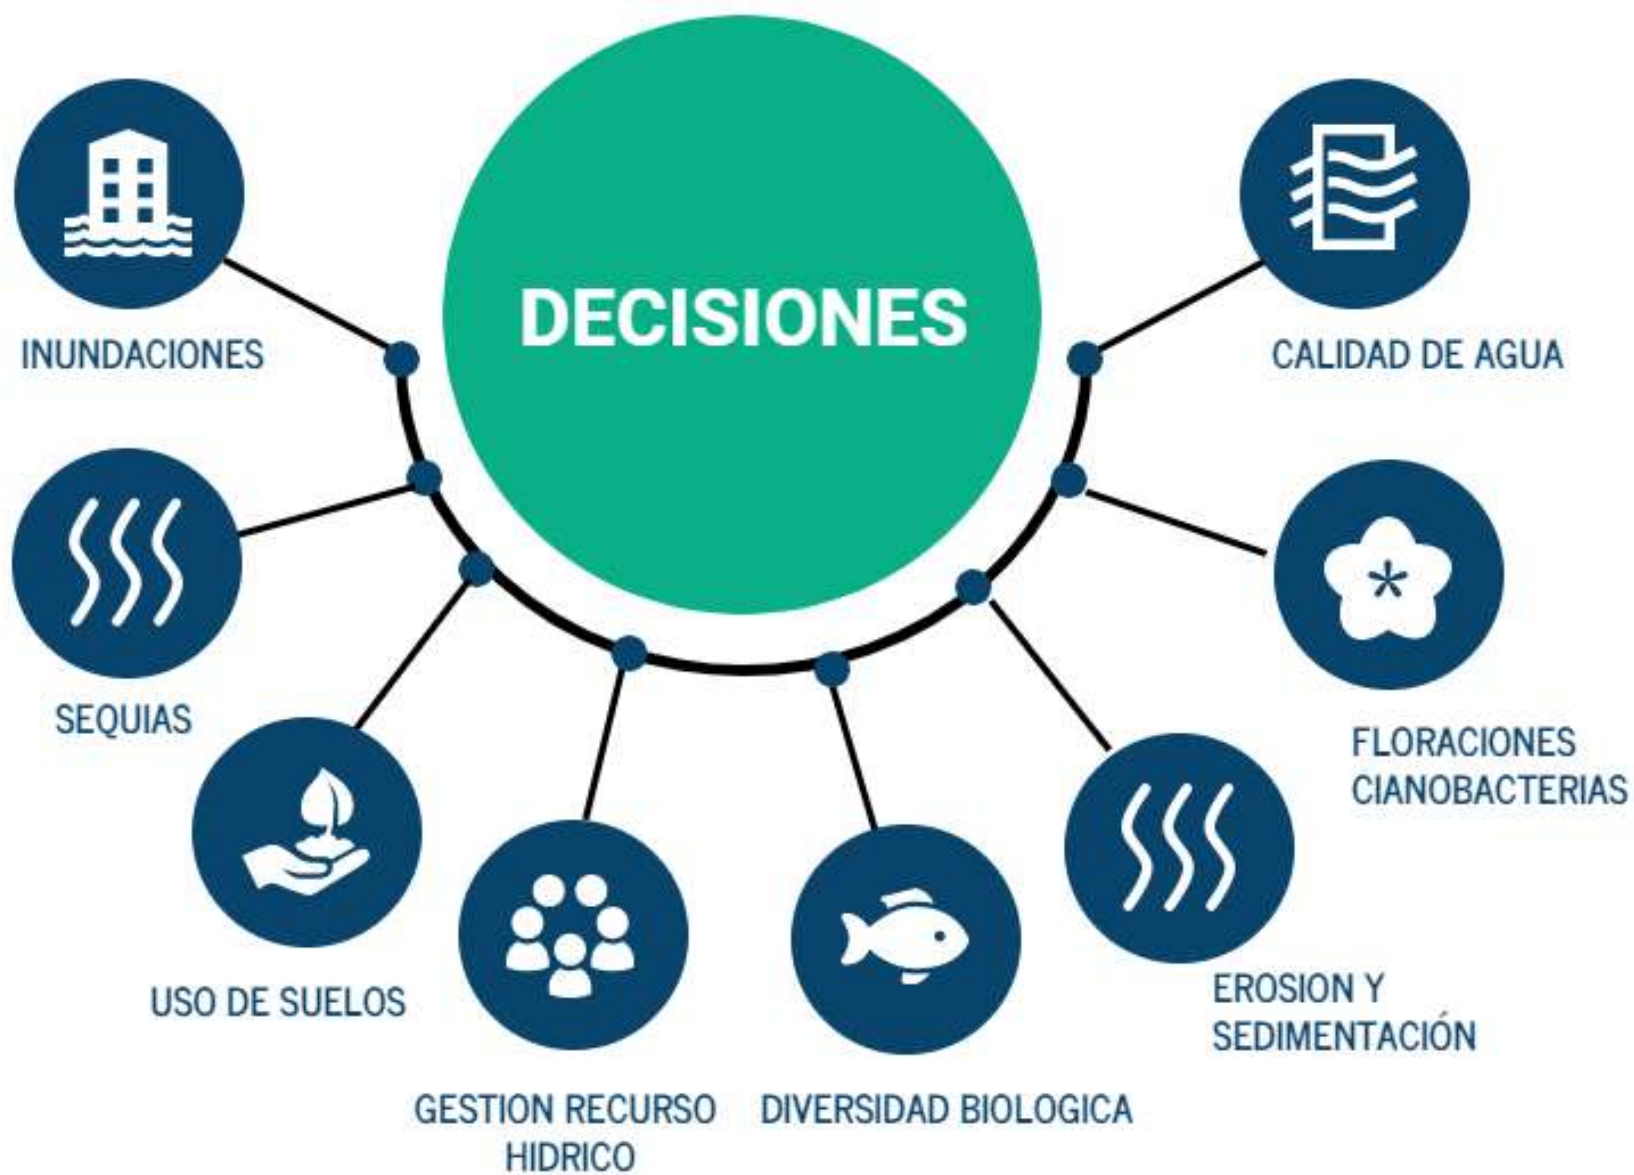 DECISIONES
INUNDACIONES
CALIDAD DE AGUA
SEQUIAS
FLORACIONES
CIANOBACTERIAS
USO DE SUELOS
EROSION Y
SEDIMENTACIÓN
GESTION RECURSO
HIDRICO
DIVERSIDAD BIOLOGICA